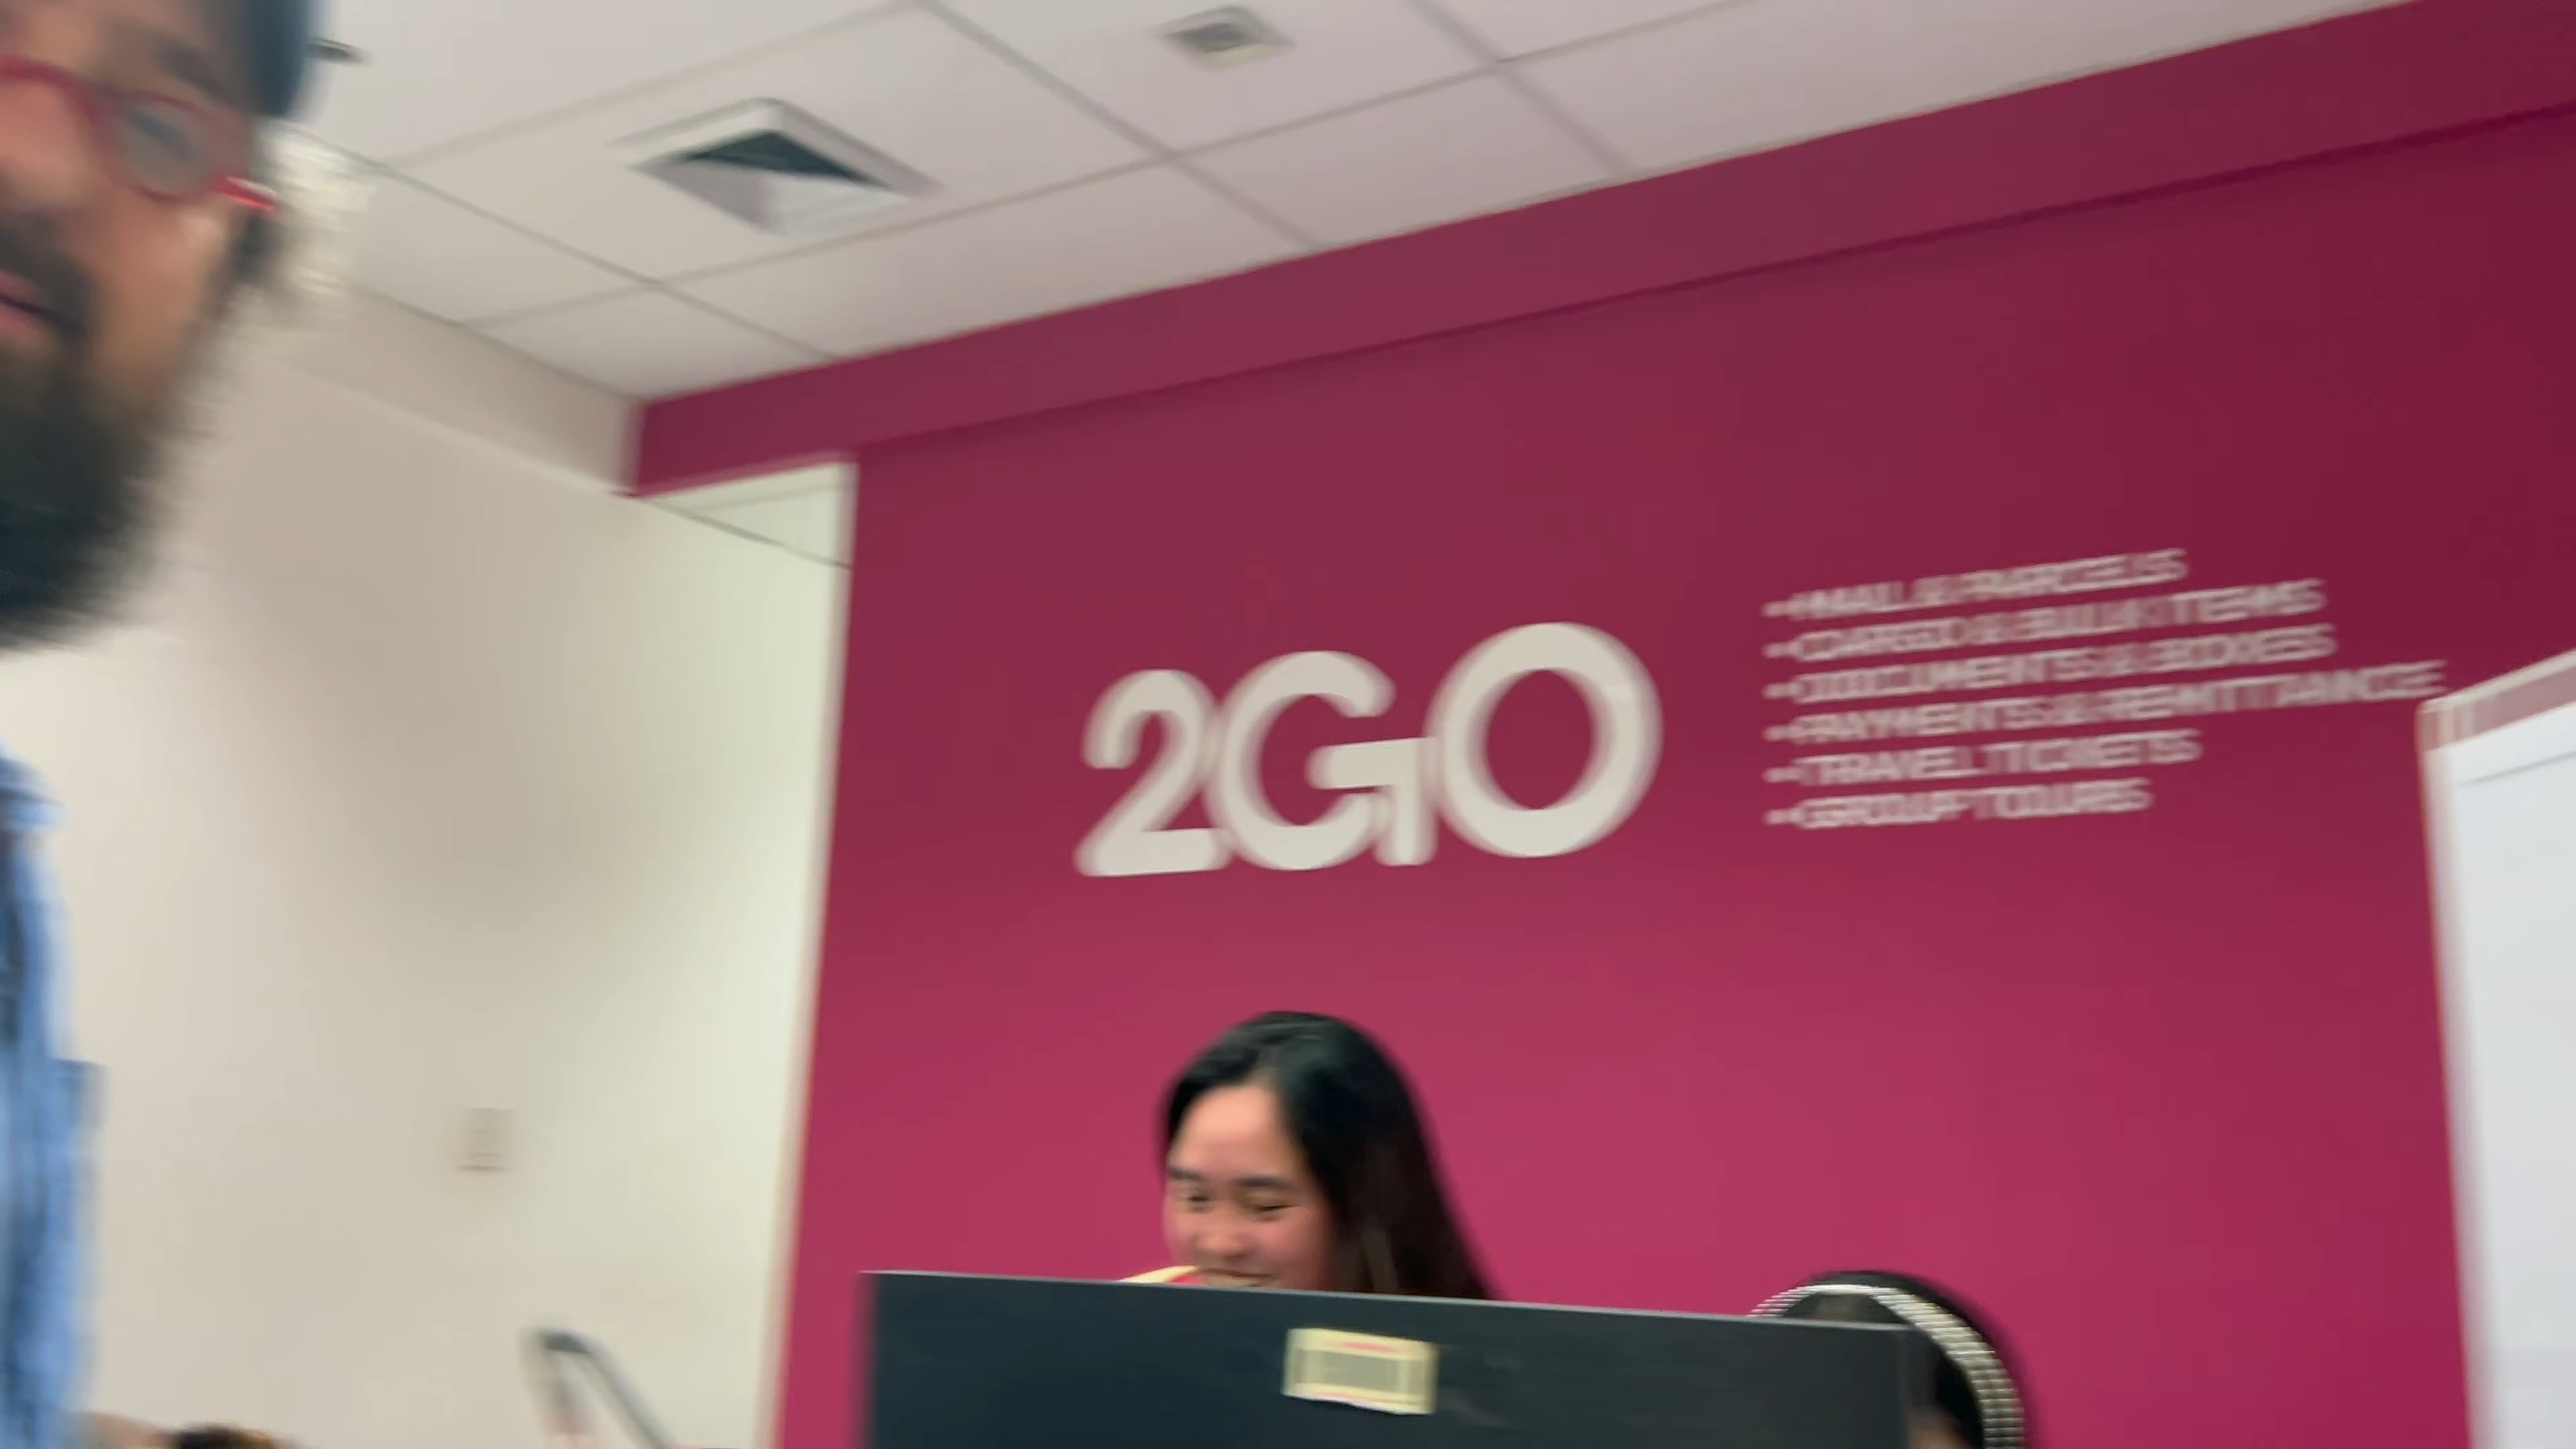 2GO
- MAIL & PARCELS
- CARGO & BULK ITEMS
- DOCUMENTS & BOXES
- PAYMENTS & REMITTANCE
- TRAVEL TICKETS
- GROUP TOURS